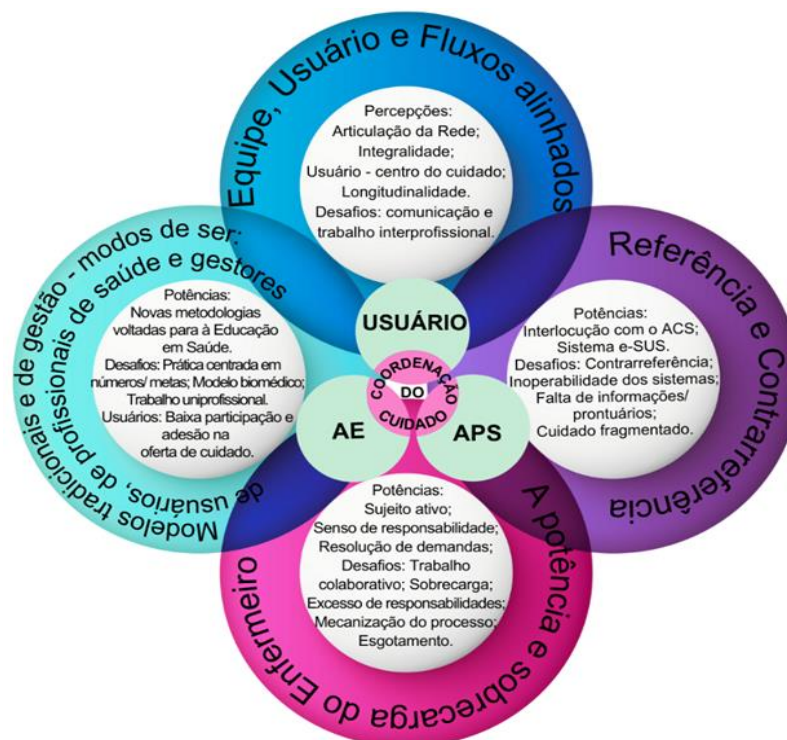 Equipe, Usuário e Fluxos alinhados
Percepções:
Articulação da Rede;
Integralidade;
Usuário - centro do cuidado;
Longitudinalidade.
Desafios: comunicação e
trabalho interprofissional.
Modelos tradicionais e de gestão - modos de ser:
de usuários, de profissionais de saúde e gestores
Potências:
Novas metodologias
voltadas para à Educação
em Saúde.
Desafios: Prática centrada em
números/ metas; Modelo biomédico;
Trabalho uniprofissional.
Usuários: Baixa participação e
adesão na
oferta de cuidado.
Referência e Contrarreferência
Potências:
Interlocução com o ACS;
Sistema e-SUS.
Desafios: Contrarreferência;
Inoperabilidade dos sistemas;
Falta de informações/
prontuários;
Cuidado fragmentado.
USUÁRIO
COORDENAÇÃO
DO
CUIDADO
AE
APS
A potência e sobrecarga do Enfermeiro
Potências:
Sujeito ativo;
Senso de responsabilidade;
Resolução de demandas;
Desafios: Trabalho
colaborativo; Sobrecarga;
Excesso de responsabilidades;
Mecanização do processo;
Esgotamento.